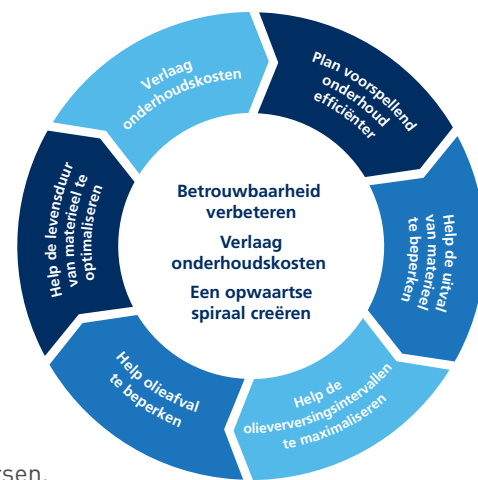 Verlaag
onderhoudskosten
Plan voorspellend
onderhoud
efficiënter
Help de uitval
van materieel
te beperken
Help de
olieverversingsintervallen
te maximaliseren
Help olieafval
te beperken
Help de levensduur
van materieel te
optimaliseren
Betrouwbaarheid
verbeteren
Verlaag
onderhoudskosten
Een opwaartse
spiraal creëren